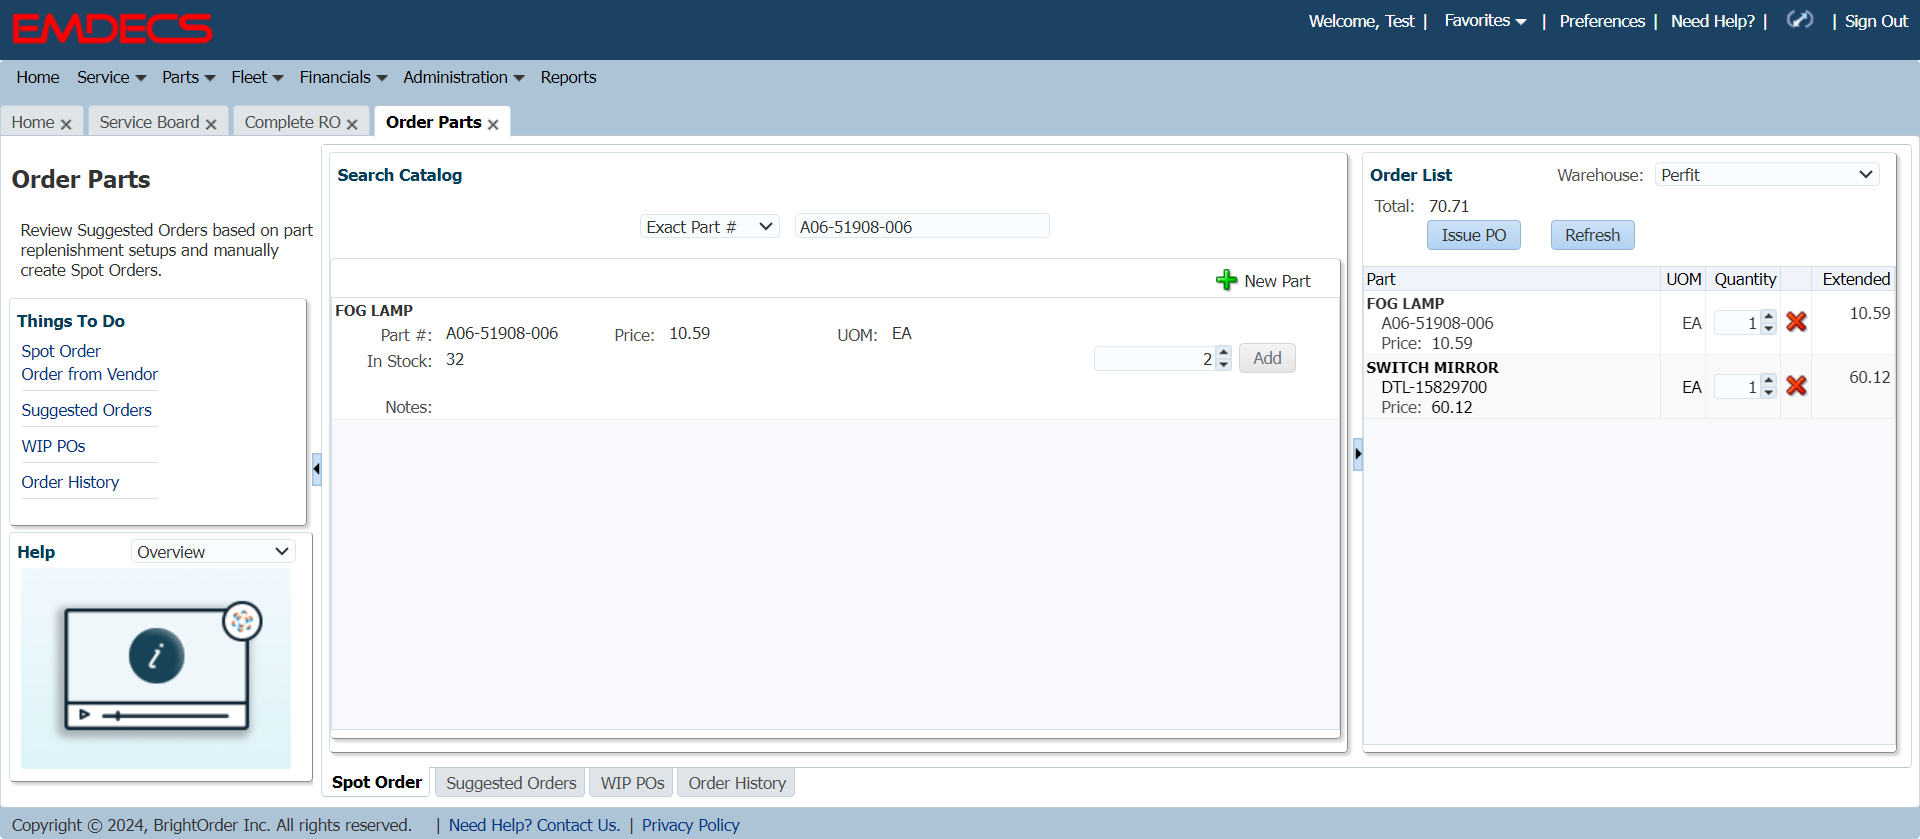 EMDECS
Welcome, Test | Favorites | Preferences | Need Help? | | Sign Out
Home Service Parts Fleet Financials Administration Reports
Home Service Board Complete RO Order Parts
Order Parts
Review Suggested Orders based on part
replenishment setups and manually
create Spot Orders.
Things To Do
Spot Order
Order from Vendor
Suggested Orders
WIP POs
Order History
Help Overview
i
Search Catalog
Exact Part # A06-51908-006
New Part
FOG LAMP
Part #: A06-51908-006 Price: 10.59 UOM: EA
In Stock: 32 2 Add
Notes:
Order List Warehouse: Perfit
Total: 70.71
Issue PO Refresh
Part UOM Quantity Extended
FOG LAMP
A06-51908-006 EA 1 10.59
Price: 10.59
SWITCH MIRROR
DTL-15829700 EA 1 60.12
Price: 60.12
Spot Order Suggested Orders WIP POs Order History
Copyright © 2024, BrightOrder Inc. All rights reserved. | Need Help? Contact Us. | Privacy Policy